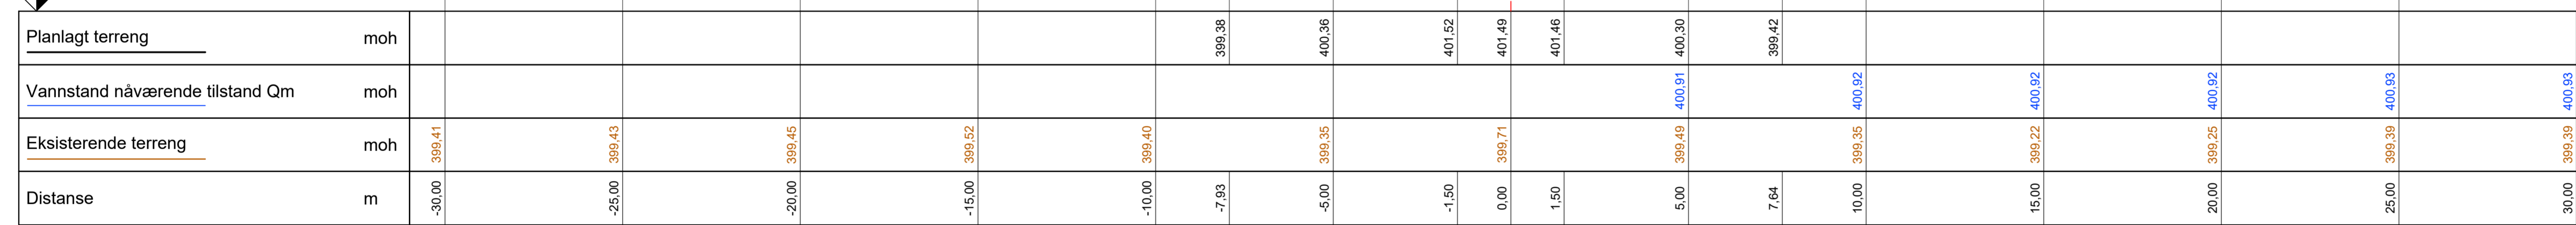 Planlagt terreng moh 399,38 400,36 401,52 401,49 401,46 400,30 399,42
Vannstand nåværende tilstand Qm moh 400,91 400,92 400,92 400,92 400,93 400,93
Eksisterende terreng moh 399,41 399,43 399,45 399,52 399,40 399,35 399,71 399,49 399,35 399,22 399,25 399,39 399,39
Distanse m -30,00 -25,00 -20,00 -15,00 -10,00 -7,93 -5,00 -1,50 0,00 1,50 5,00 7,64 10,00 15,00 20,00 25,00 30,00